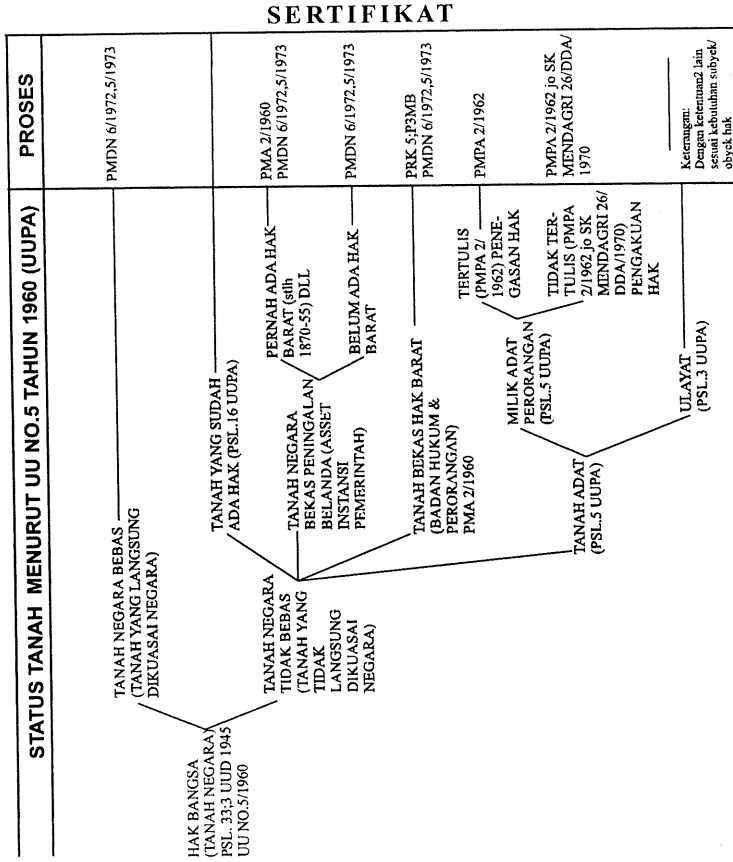 SERTIFIKAT
STATUS TANAH MENURUT UU NO.5 TAHUN 1960 (UUPA)
PROSES
HAK BANGSA
(TANAH NEGARA)
PSL. 33;3 UUD 1945
UU NO.5/1960
TANAH NEGARA BEBAS
(TANAH YANG LANGSUNG
DIKUASAI NEGARA)
PMDN 6/1972,5/1973
TANAH NEGARA
TIDAK BEBAS
(TANAH YANG
TIDAK
LANGSUNG
DIKUASAI
NEGARA)
TANAH YANG SUDAH
ADA HAK (PSL.16 UUPA)
TANAH NEGARA
BEKAS PENINGALAN
BELANDA (ASSET
INSTANSI
PEMERINTAH)
PERNAH ADA HAK
BARAT (stlh
1870-55) DLL
PMA 2/1960
PMDN 6/1972,5/1973
BELUM ADA HAK
BARAT
PMDN 6/1972,5/1973
TANAH BEKAS HAK BARAT
(BADAN HUKUM &
PERORANGAN)
PMA 2/1960
PRK 5;P3MB
PMDN 6/1972,5/1973
TANAH ADAT
(PSL.5 UUPA)
MILIK ADAT
PERORANGAN
(PSL.5 UUPA)
TERTULIS
(PMPA 2/
1962) PENE-
GASAN HAK
PMPA 2/1962
TIDAK TER-
TULIS (PMPA
2/1962 jo SK
MENDAGRI 26/
DDA/1970)
PENGAKUAN
HAK
PMPA 2/1962 jo SK
MENDAGRI 26/DDA/
1970
ULAYAT
(PSL.3 UUPA)
Keterangan:
Dengan ketentuan2 lain
sesuai kebutuhan subyek/
obyek hak